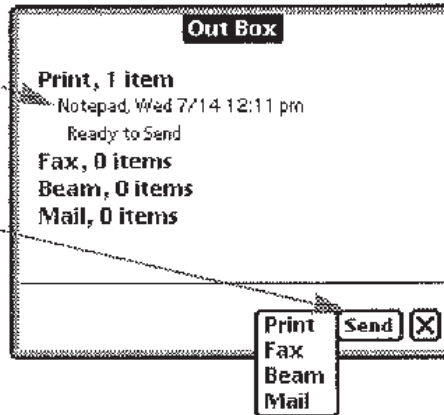 Out Box
Print, 1 item
Notepad, Wed 7/14 12:11 pm
Ready to Send
Fax, 0 items
Beam, 0 items
Mail, 0 items
Print
Fax
Beam
Mail
Send